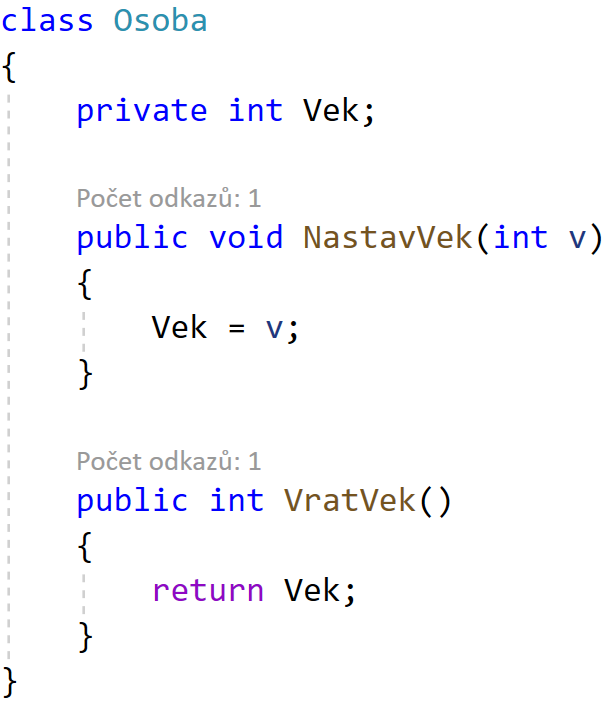 class Osoba
{
    private int Vek;
    Počet odkazů: 1
    public void NastavVek(int v)
    {
        Vek = v;
    }
    Počet odkazů: 1
    public int VratVek()
    {
        return Vek;
    }
}